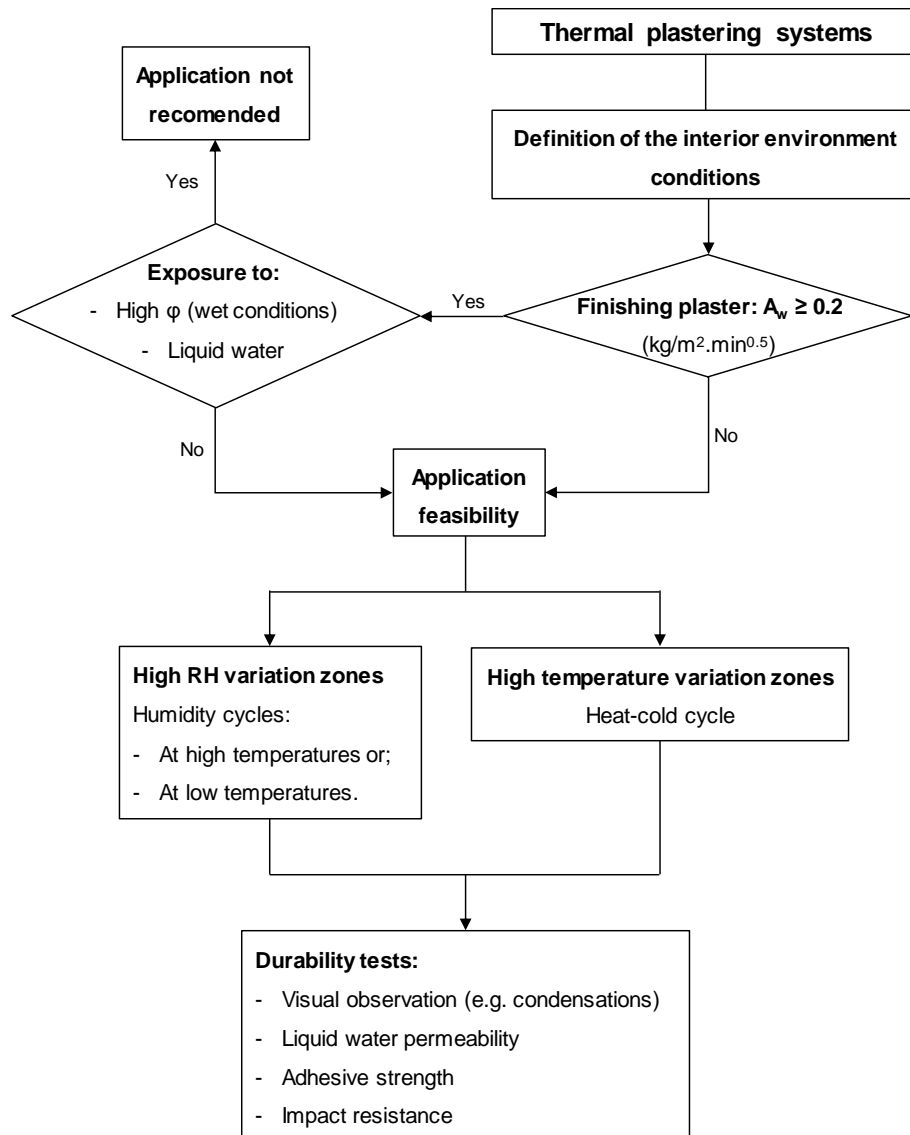 Thermal plastering systems
Application not
recomended
Definition of the interior environment
conditions
Yes
Exposure to:
- High φ (wet conditions)
- Liquid water
Yes
Finishing plaster: Aw ≥ 0.2
(kg/m2.min0.5)
No
No
Application
feasibility
High RH variation zones
Humidity cycles:
- At high temperatures or;
- At low temperatures.
High temperature variation zones
Heat-cold cycle
Durability tests:
- Visual observation (e.g. condensations)
- Liquid water permeability
- Adhesive strength
- Impact resistance